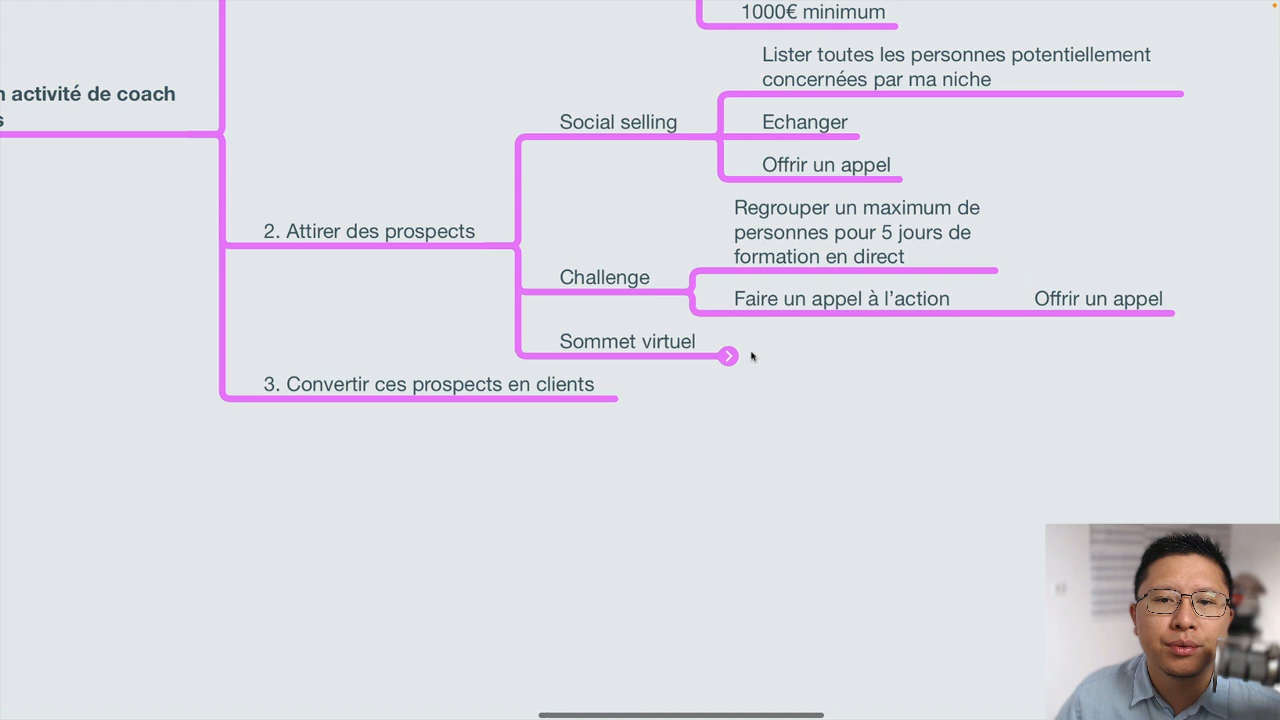 1000€ minimum
Lister toutes les personnes potentiellement
concernées par ma niche
activité de coach
Social selling
Echanger
Offrir un appel
2. Attirer des prospects
Regrouper un maximum de
personnes pour 5 jours de
formation en direct
Challenge
Faire un appel à l’action
Offrir un appel
Sommet virtuel
3. Convertir ces prospects en clients